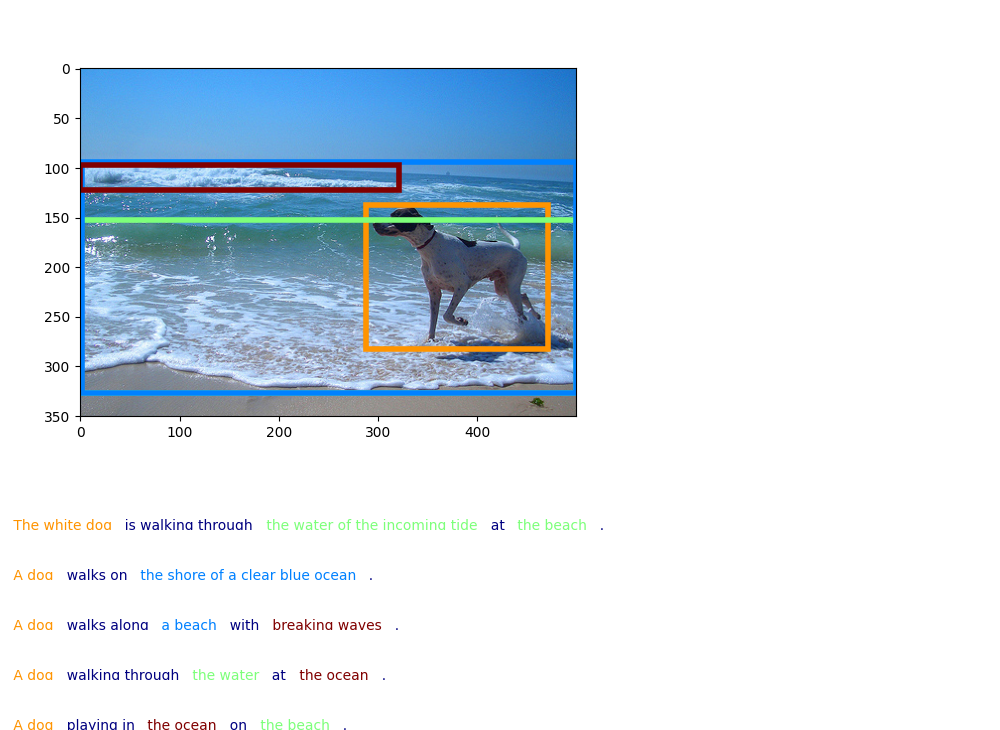 0
50
100
150
200
250
300
350
0 100 200 300 400
The white dog is walking through the water of the incoming tide at the beach .
A dog walks on the shore of a clear blue ocean .
A dog walks along a beach with breaking waves .
A dog walking through the water at the ocean .
A dog playing in the ocean on the beach .